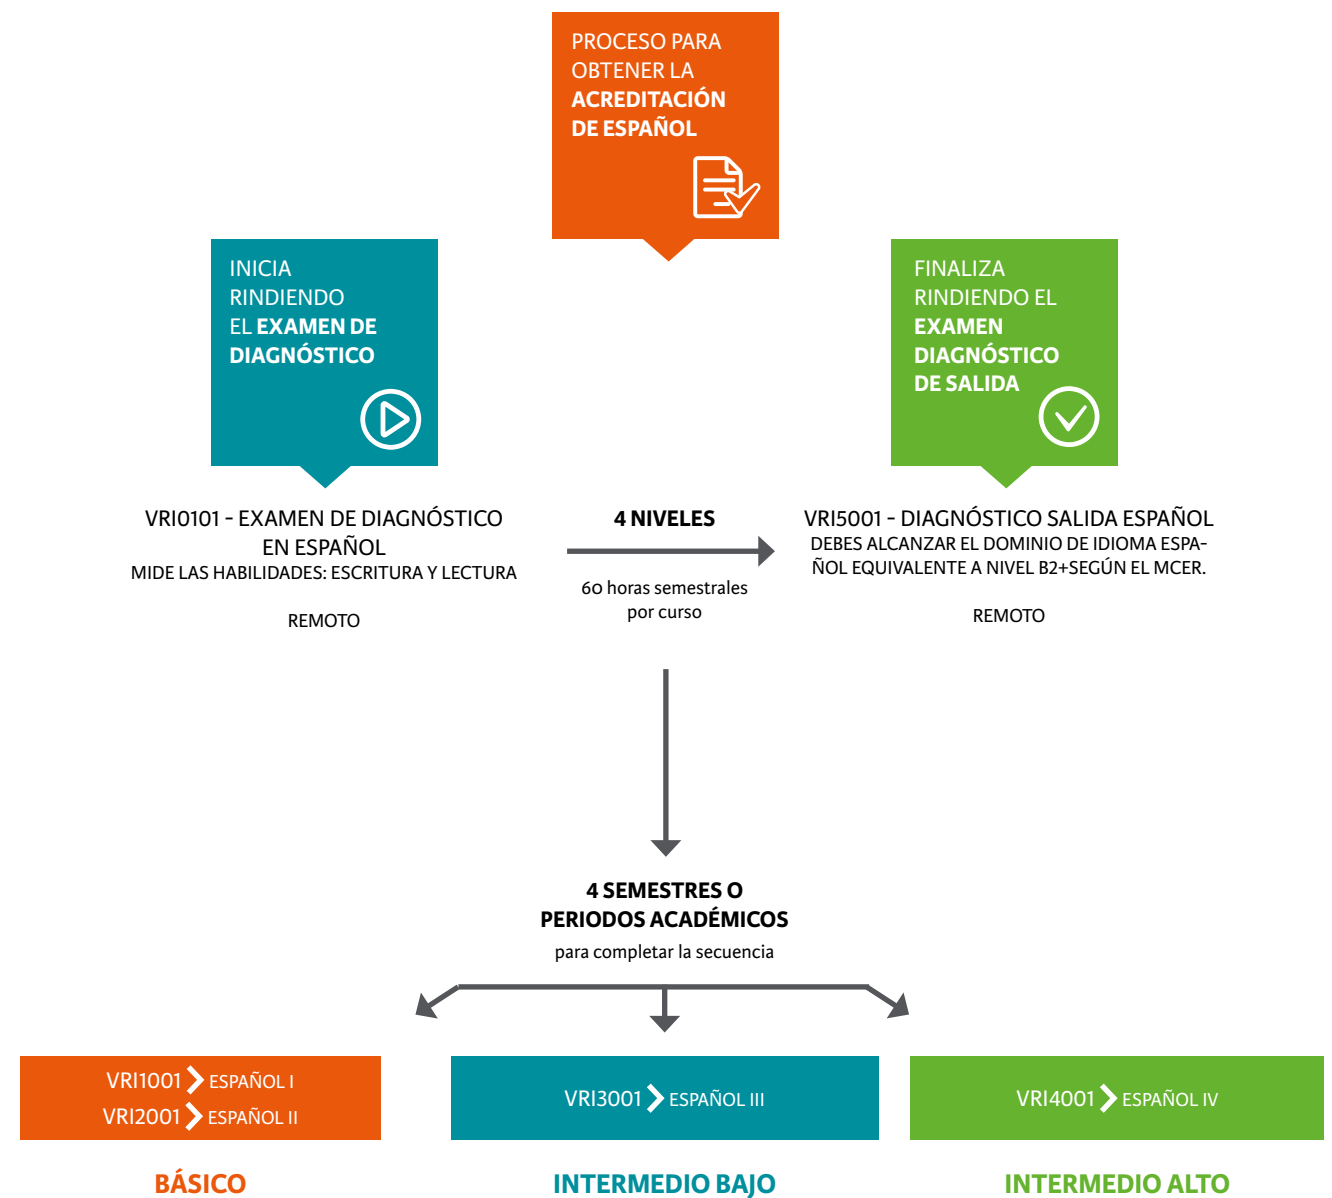 PROCESO PARA
OBTENER LA
ACREDITACIÓN
DE ESPAÑOL
INICIA
RINDIENDO
EL EXAMEN DE
DIAGNÓSTICO
FINALIZA
RINDIENDO EL
EXAMEN
DIAGNÓSTICO
DE SALIDA
VRI0101 - EXAMEN DE DIAGNÓSTICO
EN ESPAÑOL
MIDE LAS HABILIDADES: ESCRITURA Y LECTURA
REMOTO
4 NIVELES
60 horas semestrales
por curso
VRI5001 - DIAGNÓSTICO SALIDA ESPAÑOL
DEBES ALCANZAR EL DOMINIO DE IDIOMA ESPA-
ÑOL EQUIVALENTE A NIVEL B2+SEGÚN EL MCER.
REMOTO
4 SEMESTRES O
PERIODOS ACADÉMICOS
para completar la secuencia
VRI1001 ESPAÑOL I
VRI2001 ESPAÑOL II
BÁSICO
VRI3001 ESPAÑOL III
INTERMEDIO BAJO
VRI4001 ESPAÑOL IV
INTERMEDIO ALTO